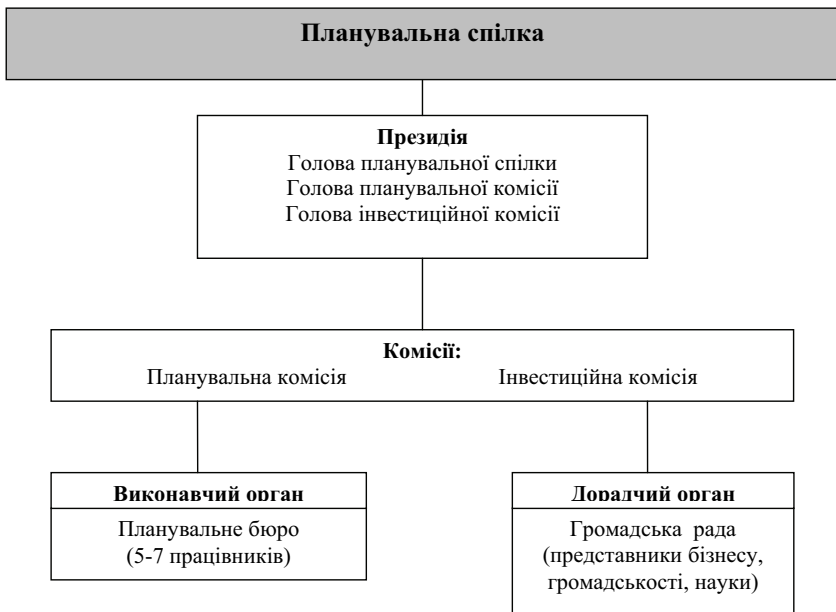 Планувальна спілка
Президія
Голова планувальної спілки
Голова планувальної комісії
Голова інвестиційної комісії
Комісії:
Планувальна комісія Інвестиційна комісія
Виконавчий орган
Планувальне бюро
(5-7 працівників)
Дорадчий орган
Громадська рада
(представники бізнесу,
громадськості, науки)